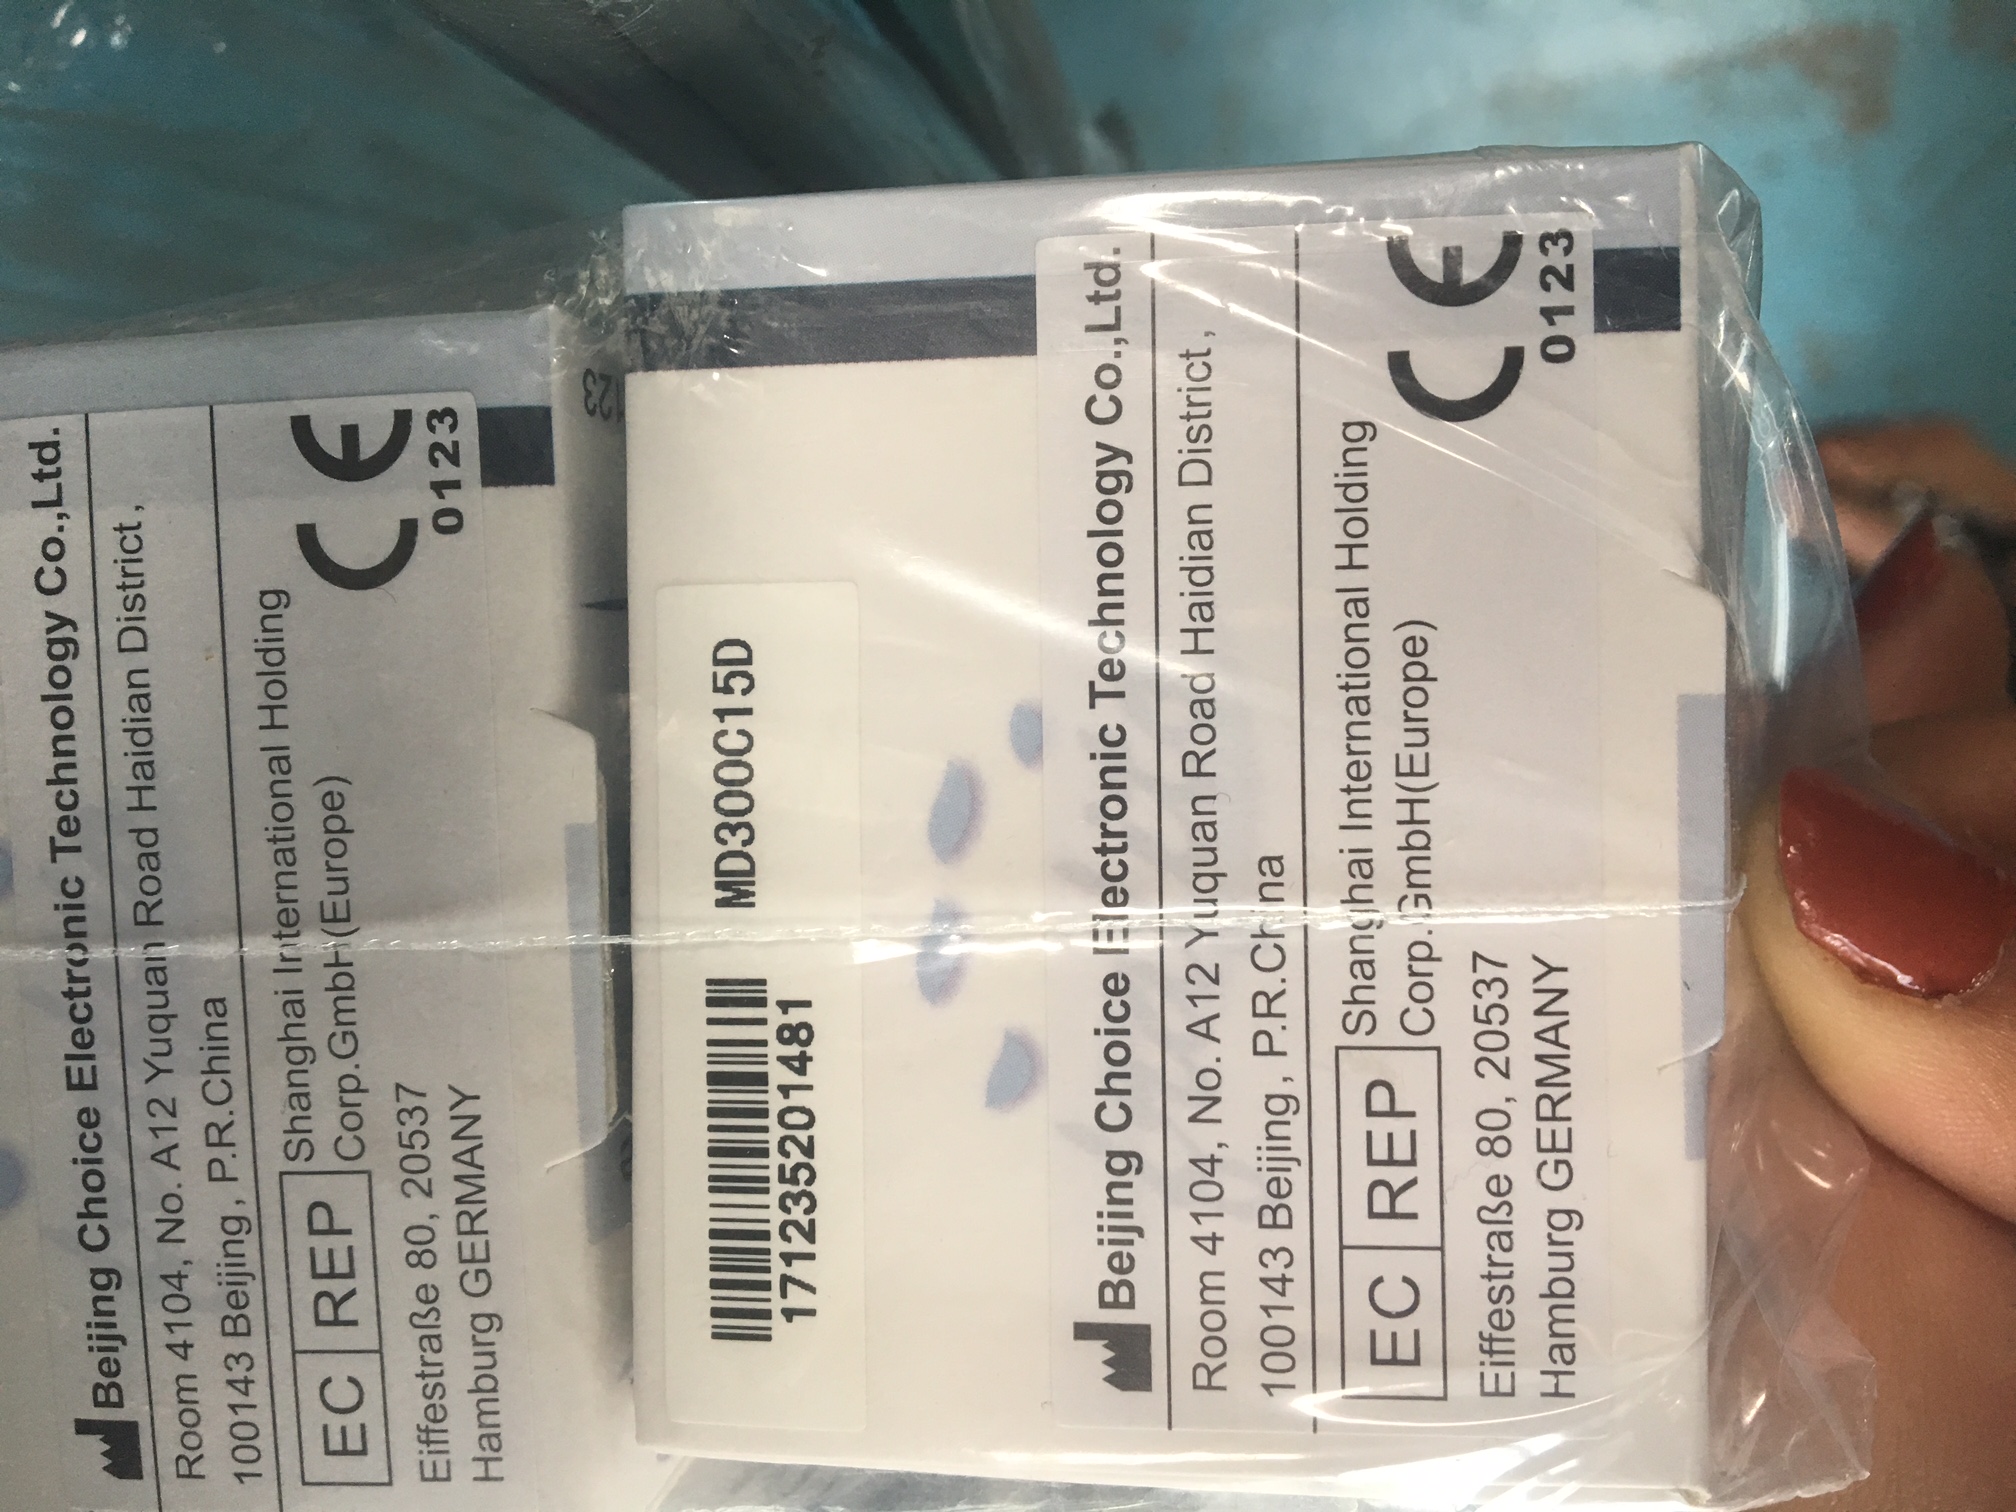 Beijing Choice Electronic Technology Co.,Ltd.
Room 4104, No. A12 Yuquan Road Haidian District,
100143 Beijing, P.R.China
EC REP
Shanghai International Holding
Corp.GmbH(Europe)
Eiffestraße 80, 20537
Hamburg GERMANY
CE
0123
123
MD300C15D
171235201481
Beijing Choice Electronic Technology Co.,Ltd.
Room 4104, No. A12 Yuquan Road Haidian District,
100143 Beijing, P.R.China
EC REP
Shanghai International Holding
Corp.GmbH(Europe)
Eiffestraße 80, 20537
Hamburg GERMANY
CE
0123